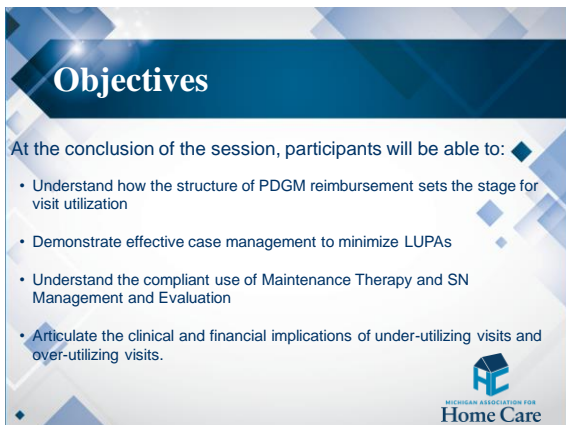 Objectives
At the conclusion of the session, participants will be able to:
• Understand how the structure of PDGM reimbursement sets the stage for
visit utilization
• Demonstrate effective case management to minimize LUPAs
• Understand the compliant use of Maintenance Therapy and SN
Management and Evaluation
• Articulate the clinical and financial implications of under-utilizing visits and
over-utilizing visits.
HC
MICHIGAN ASSOCIATION FOR
Home Care